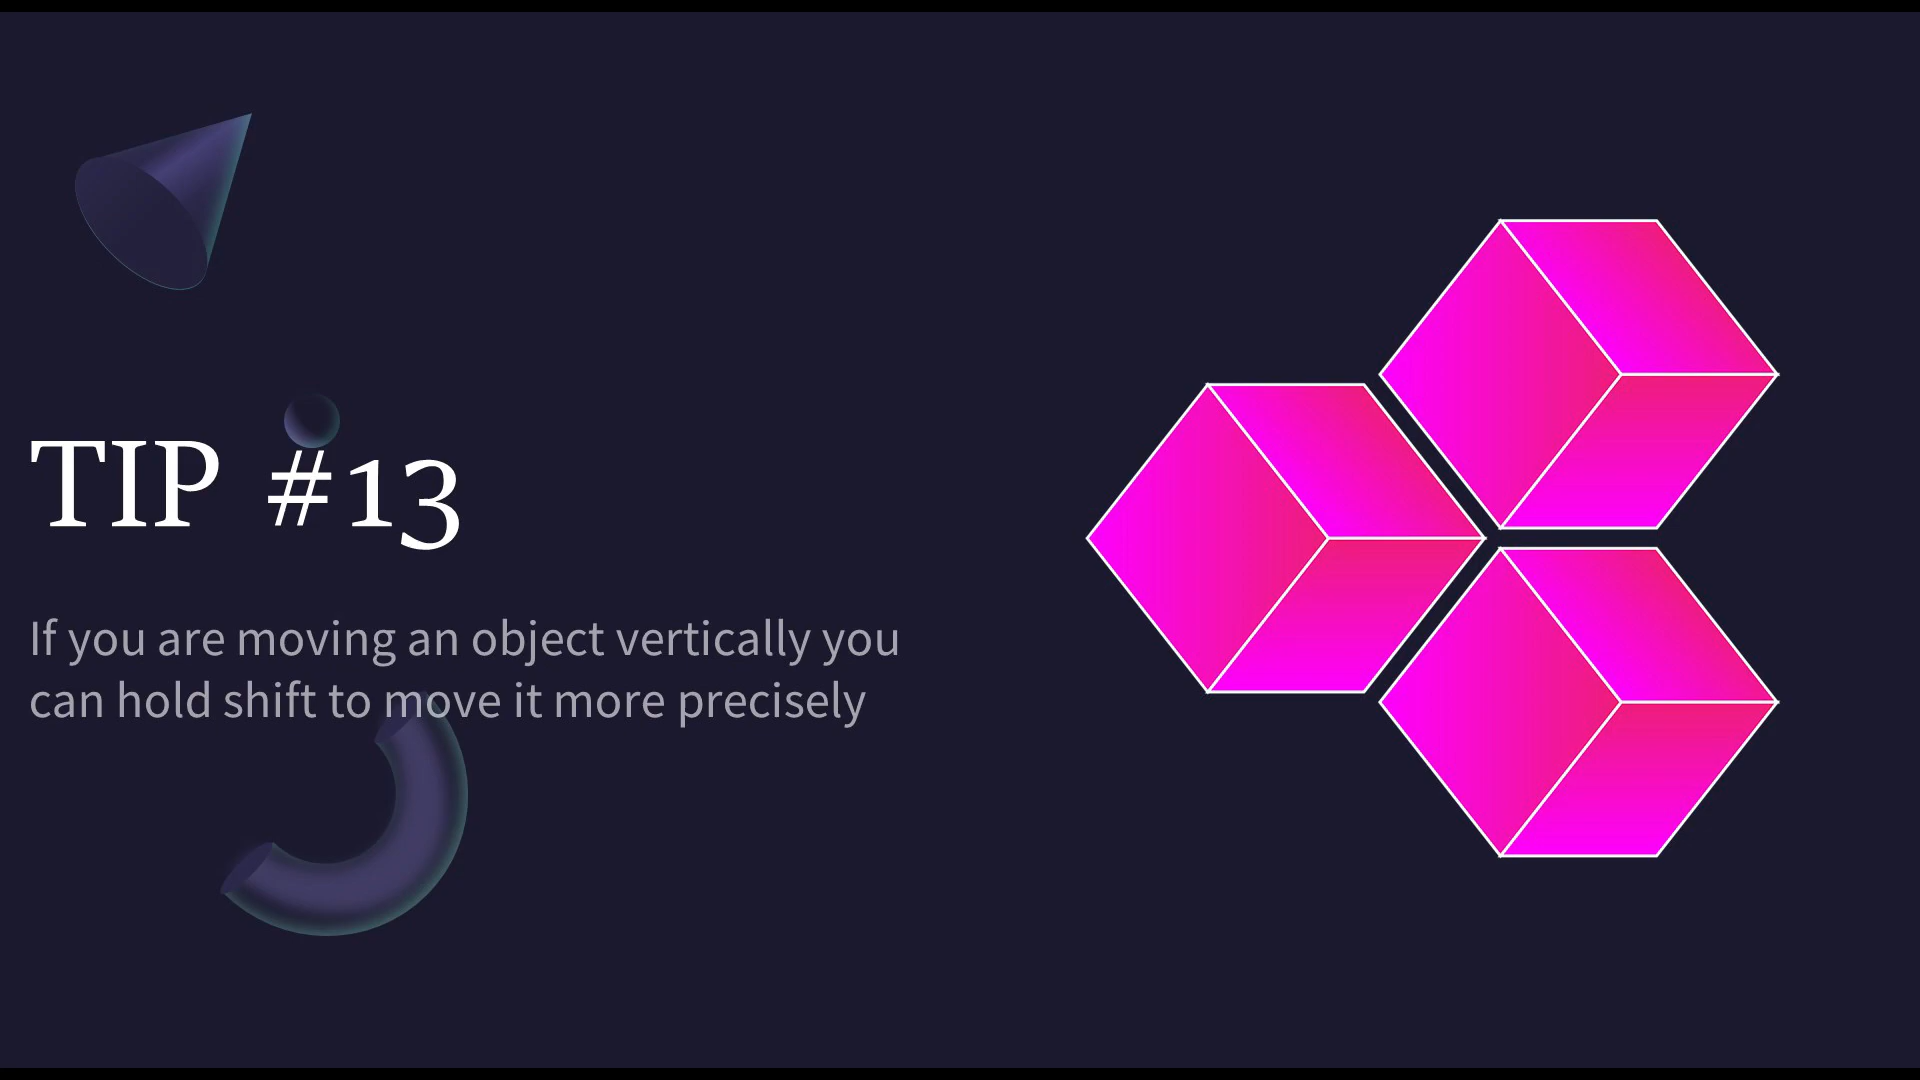 TIP #13
If you are moving an object vertically you
can hold shift to move it more precisely